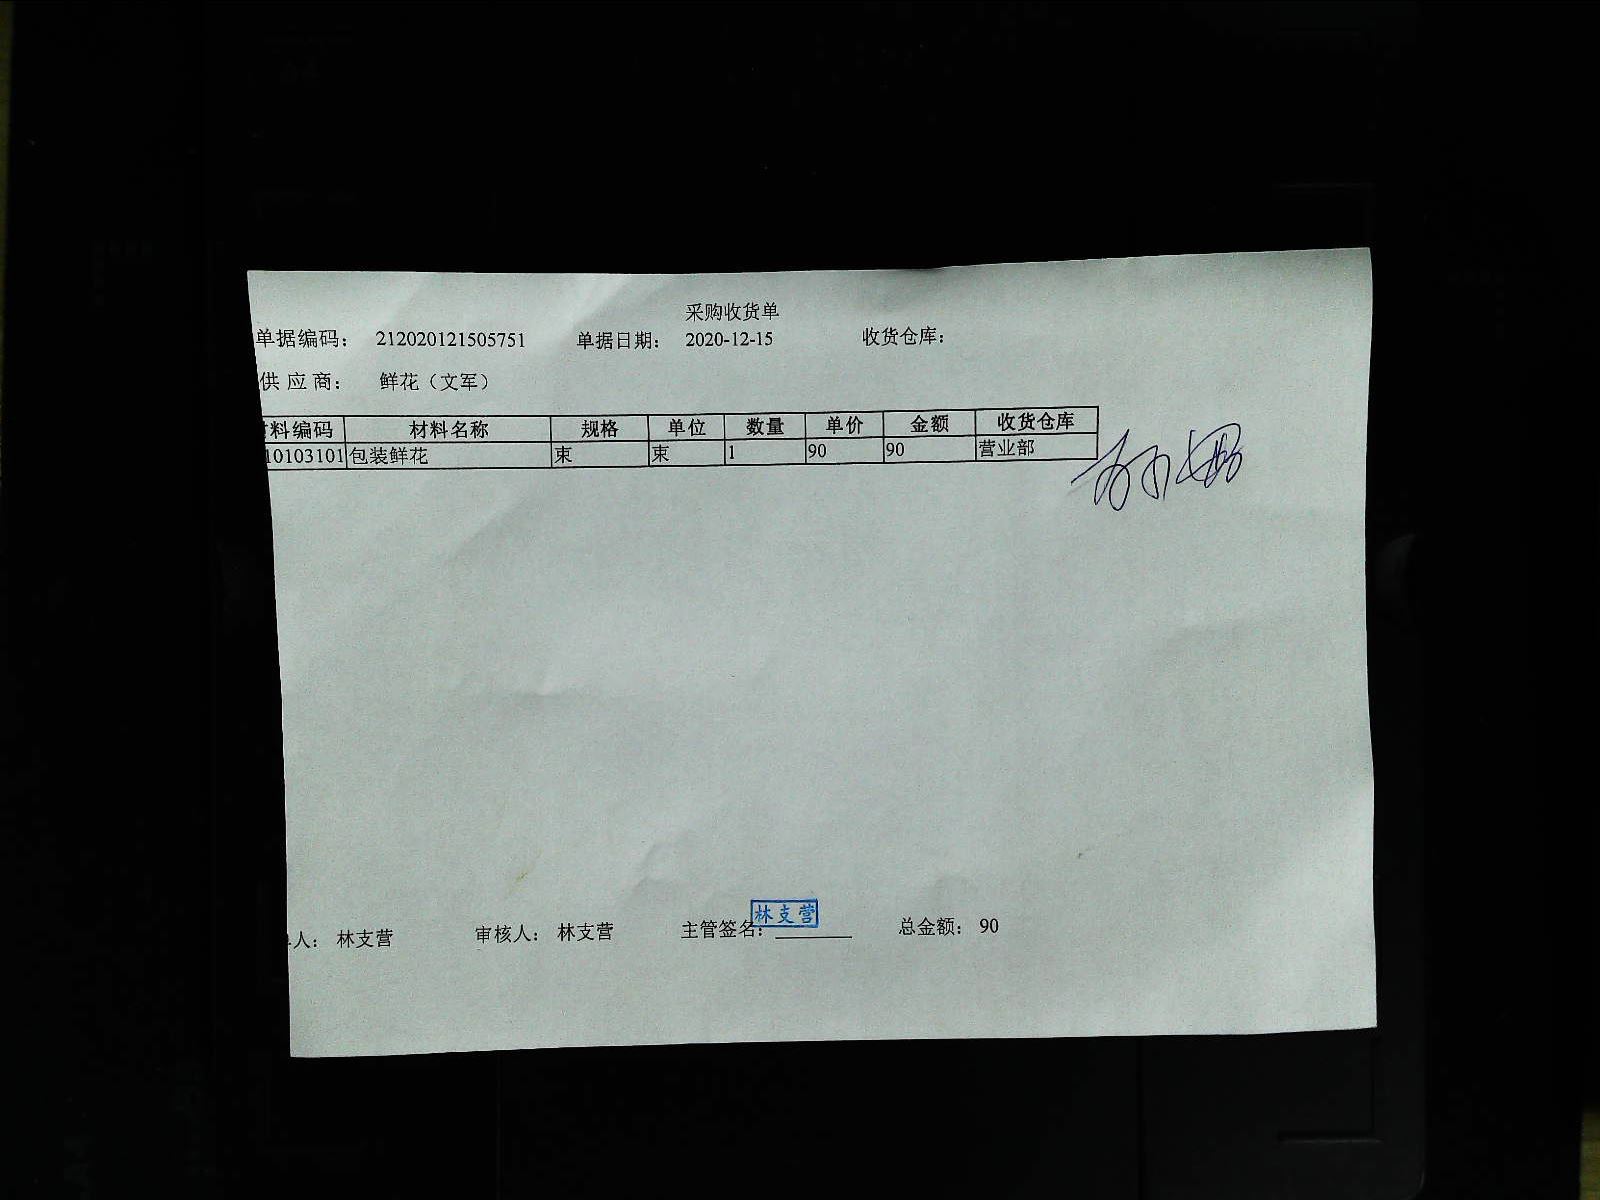 采购收货单
单据编码： 212020121505751 单据日期： 2020-12-15 收货仓库：
供 应 商： 鲜花（文军）
材料编码 材料名称 规格 单位 数量 单价 金额 收货仓库
10103101 包装鲜花 束 束 1 90 90 营业部
人： 林支营 审核人： 林支营 主管签名： 林支营 总金额： 90